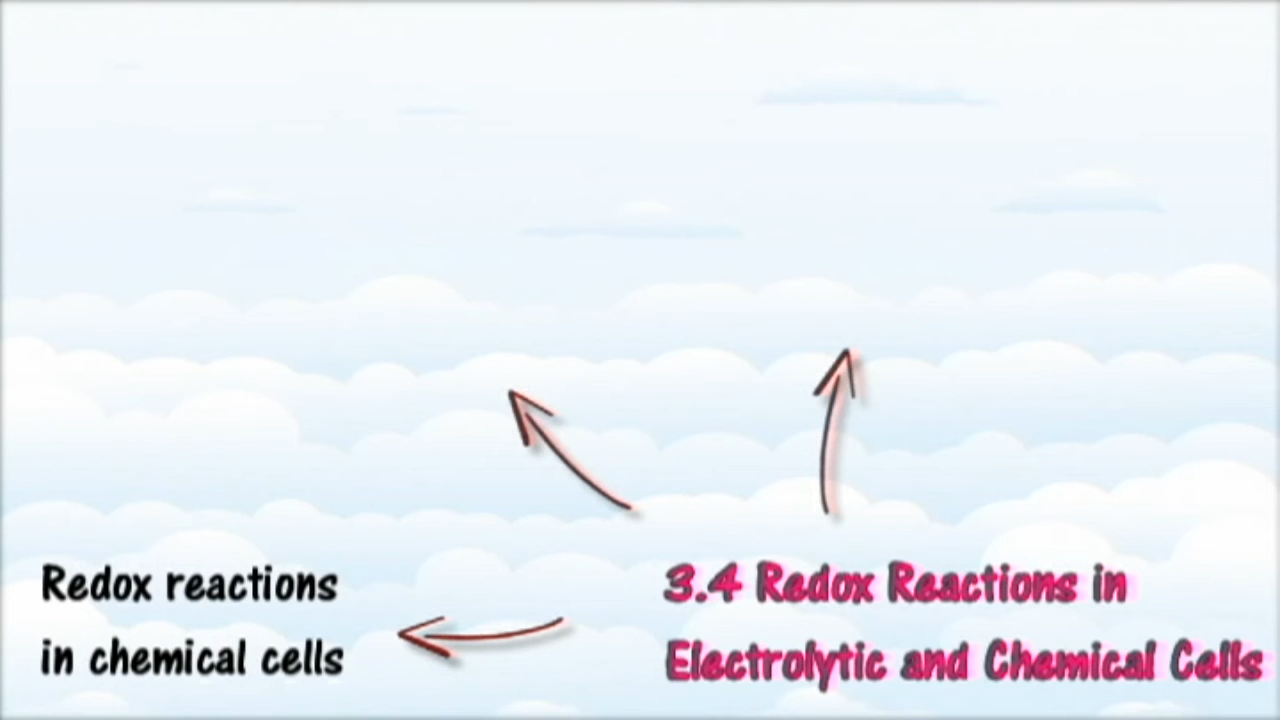 Redox reactions
in chemical cells
3.4 Redox Reactions in
Electrolytic and Chemical Cells